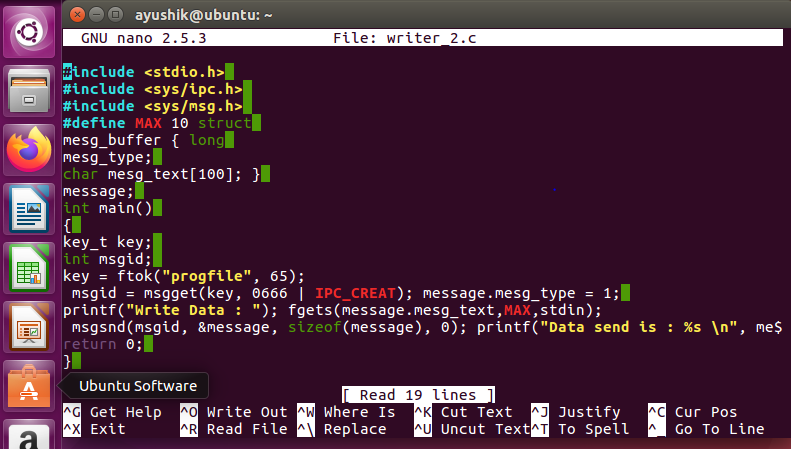 ayushik@ubuntu: ~
GNU nano 2.5.3 File: writer_2.c
#include <stdio.h>
#include <sys/ipc.h>
#include <sys/msg.h>
#define MAX 10 struct
mesg_buffer { long
mesg_type;
char mesg_text[100]; }
message;
int main()
{
key_t key;
int msgid;
key = ftok("progfile", 65);
 msgid = msgget(key, 0666 | IPC_CREAT); message.mesg_type = 1;
printf("Write Data : "); fgets(message.mesg_text,MAX,stdin);
 msgsnd(msgid, &message, sizeof(message), 0); printf("Data send is : %s \n", me$
return 0;
}
Ubuntu Software
[ Read 19 lines ]
^G Get Help ^O Write Out ^W Where Is ^K Cut Text ^J Justify ^C Cur Pos
^X Exit ^R Read File ^\ Replace ^U Uncut Text ^T To Spell ^_ Go To Line
A
a